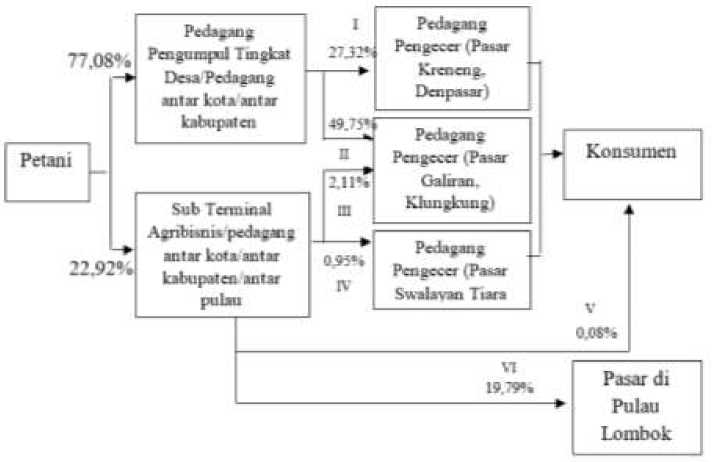 Petani
77,08%
22,92%
Pedagang
Pengumpul Tingkat
Desa/Pedagang
antar kota/antar
kabupaten
Sub Terminal
Agribisnis/pedagang
antar kota/antar
kabupaten/antar
pulau
I
27,32%
49,75%
II
2,11%
III
0,95%
IV
Pedagang
Pengecer (Pasar
Kreneng,
Denpasar)
Pedagang
Pengecer (Pasar
Galiran,
Klungkung)
Pedagang
Pengecer (Pasar
Swalayan Tiara
Konsumen
V
0,08%
VI
19,79%
Pasar di
Pulau
Lombok